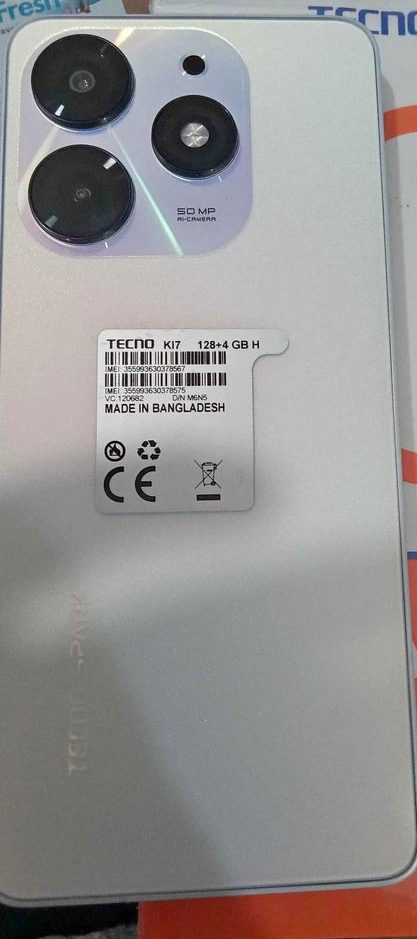 fresh
TECNO
50 MP
AI-CAMERA
TECNO KI7 128+4 GB H
IMEI: 355993630378567
IMEI: 355993630378575
VC:120682 D/N M6N5
MADE IN BANGLADESH
CE
TECNO SPARK